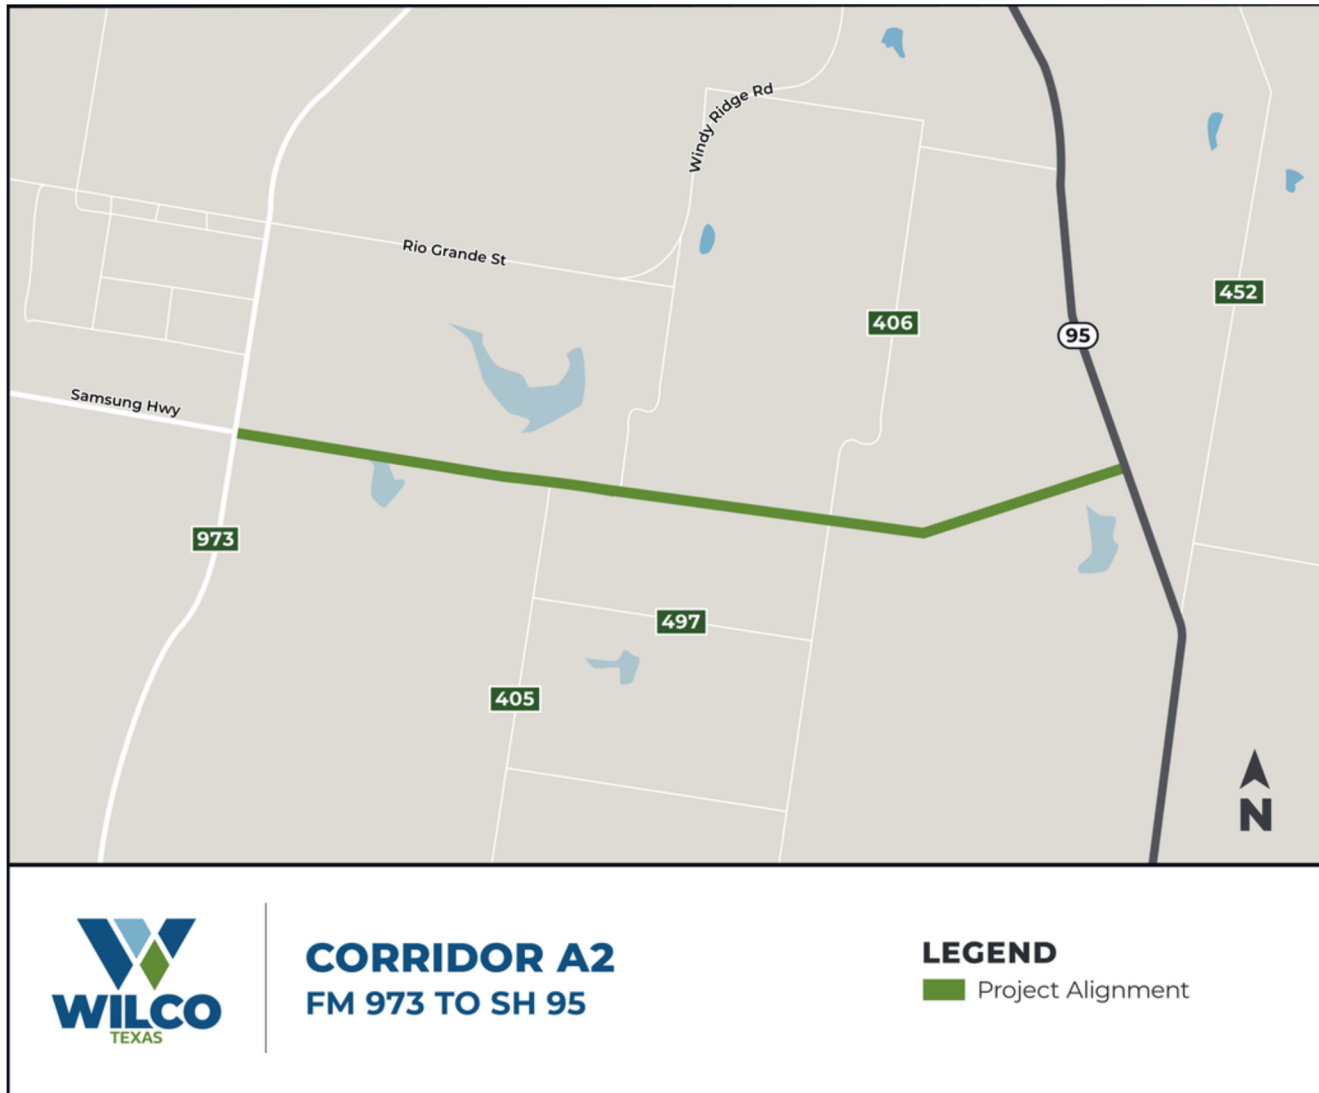 Windy Ridge Rd
Rio Grande St
452
406
95
Samsung Hwy
973
497
405
N
WILCO
TEXAS
CORRIDOR A2
FM 973 TO SH 95
LEGEND
Project Alignment